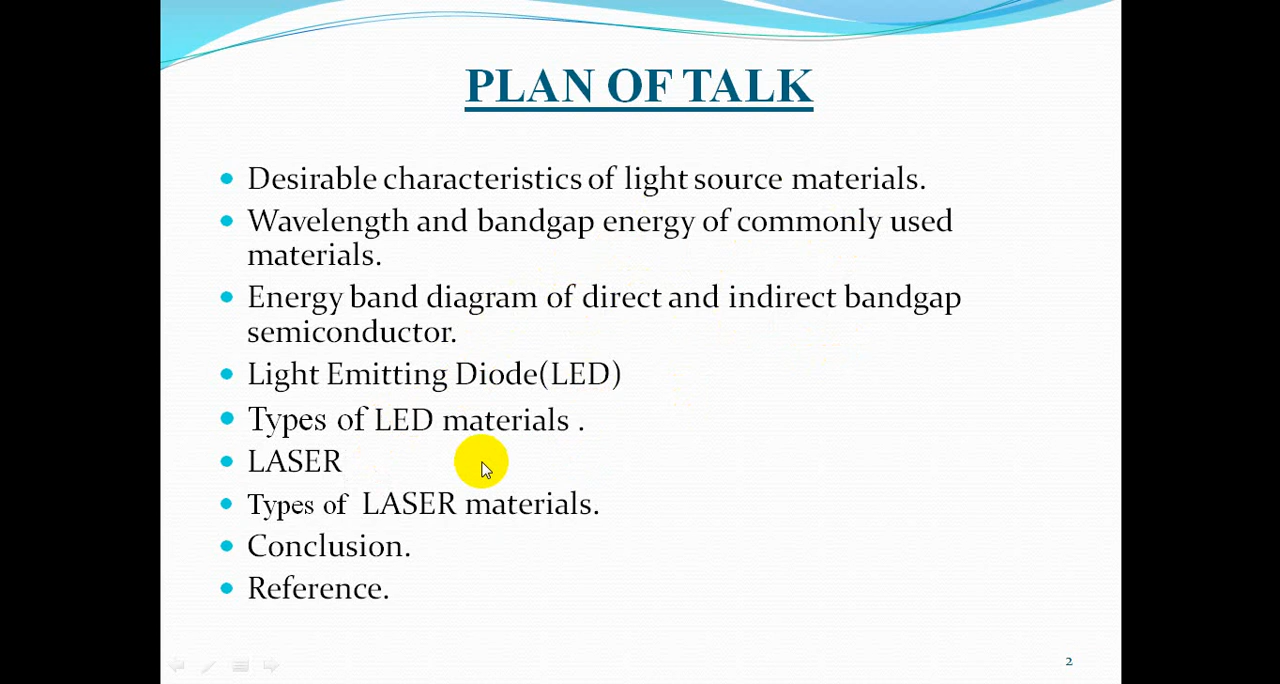 PLAN OF TALK
Desirable characteristics of light source materials.
Wavelength and bandgap energy of commonly used
materials.
Energy band diagram of direct and indirect bandgap
semiconductor.
Light Emitting Diode(LED)
Types of LED materials .
LASER
Types of LASER materials.
Conclusion.
Reference.
2